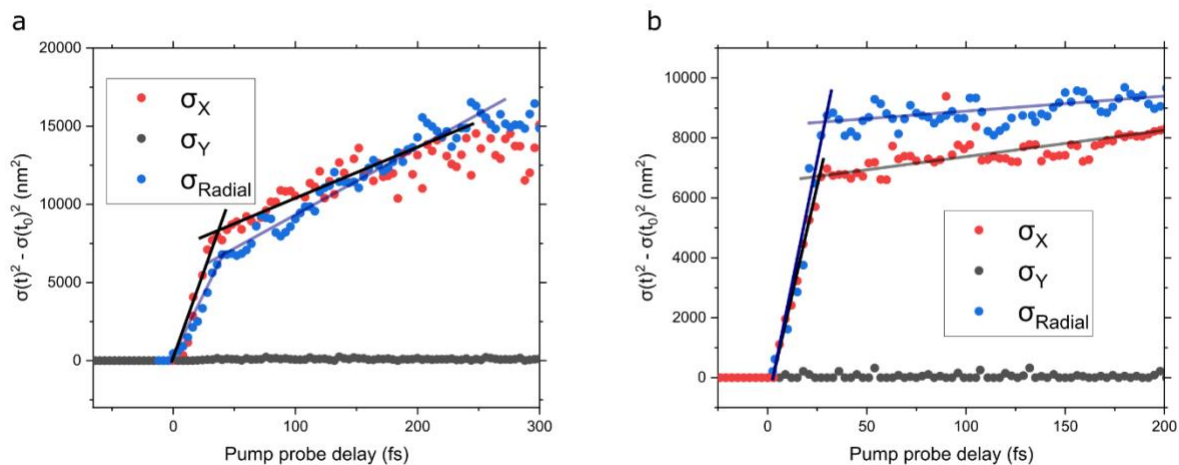 a
20000
15000
10000
5000
0
σ(t)² - σ(t₀)² (nm²)
σX
σY
σRadial
0
100
200
300
Pump probe delay (fs)
b
10000
8000
6000
4000
2000
0
σ(t)² - σ(t₀)² (nm²)
σX
σY
σRadial
0
50
100
150
200
Pump probe delay (fs)